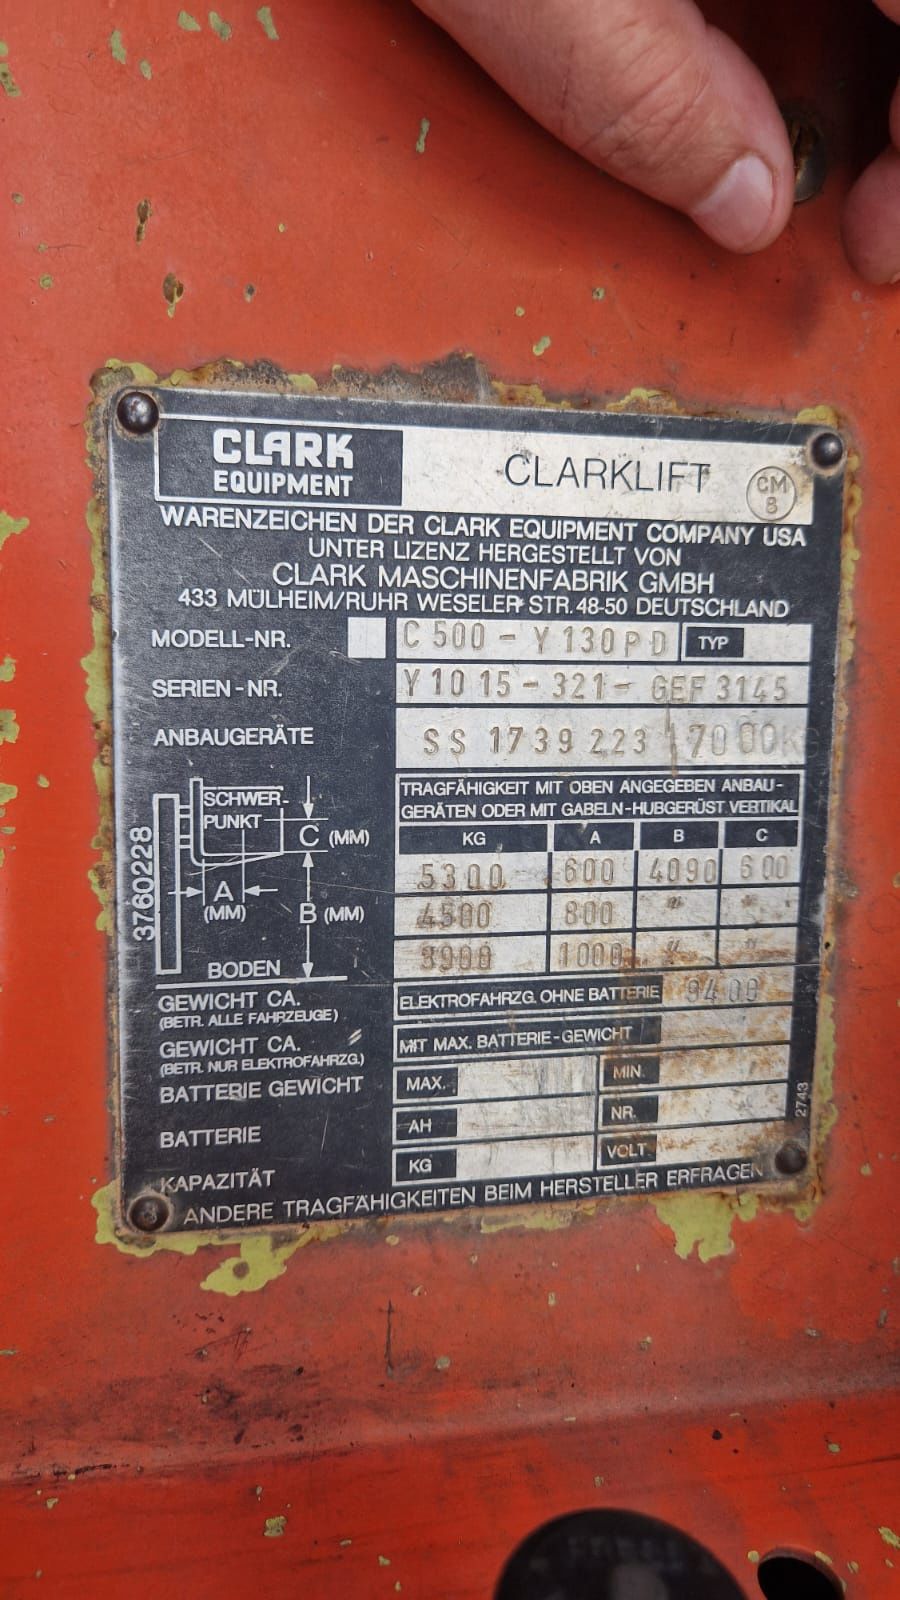 CLARK
EQUIPMENT
CLARKLIFT
CM
8
WARENZEICHEN DER CLARK EQUIPMENT COMPANY USA
UNTER LIZENZ HERGESTELLT VON
CLARK MASCHINENFABRIK GMBH
433 MÜLHEIM/RUHR WESELER STR. 48-50 DEUTSCHLAND
MODELL-NR. C 500 - Y 130 PD TYP
SERIEN-NR. Y 1015-321- GEF 3145
ANBAUGERÄTE SS 1739 223 / 7000KG
TRAGFÄHIGKEIT MIT OBEN ANGEGEBEN ANBAU-
GERÄTEN ODER MIT GABELN-HUBGERÜST VERTIKAL
KG A B C
5300 600 4090 600
4500 800 " "
3900 1000 " "
SCHWER-
PUNKT
C (MM)
A
(MM)
B (MM)
BODEN
3760228
GEWICHT CA.
(BETR. ALLE FAHRZEUGE)
ELEKTROFAHRZG. OHNE BATTERIE 9400
GEWICHT CA.
(BETR. NUR ELEKTROFAHRZG.)
MIT MAX. BATTERIE-GEWICHT
BATTERIE GEWICHT MAX. MIN.
BATTERIE AH NR.
KAPAZITÄT KG VOLT.
2743
ANDERE TRAGFÄHIGKEITEN BEIM HERSTELLER ERFRAGEN